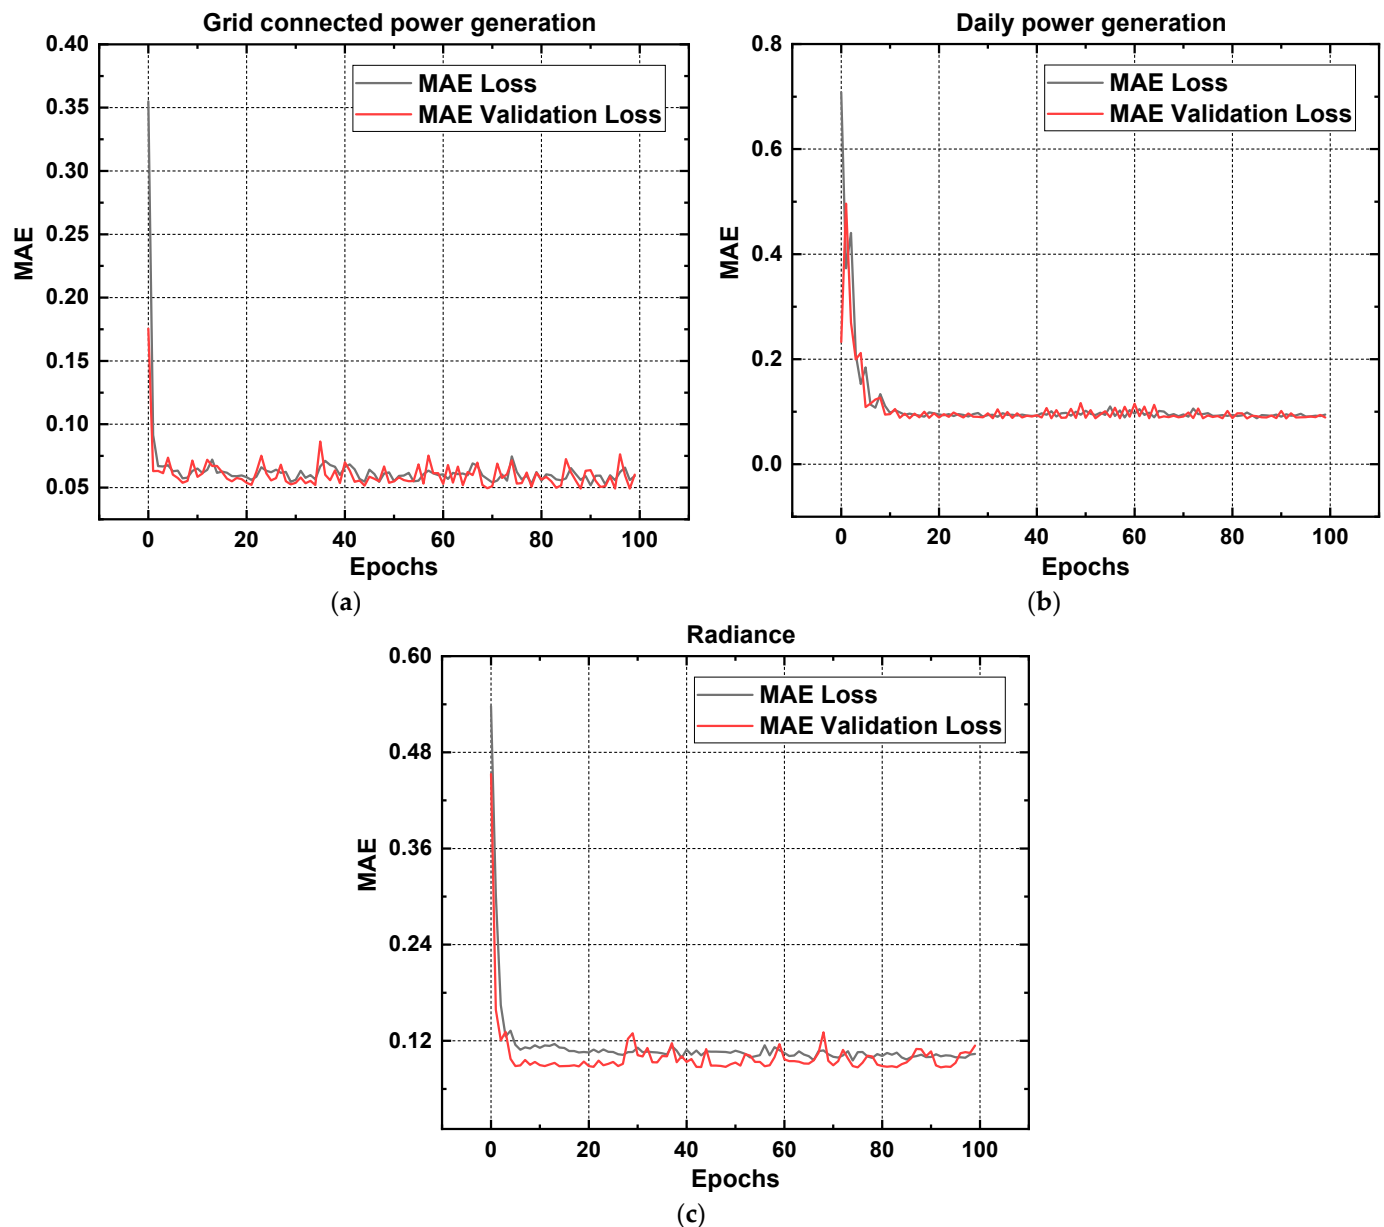 Grid connected power generation
0.40
0.35
0.30
0.25
0.20
0.15
0.10
0.05
MAE
MAE Loss
MAE Validation Loss
0 20 40 60 80 100
Epochs
(a)
Daily power generation
0.8
0.6
0.4
0.2
0.0
MAE
MAE Loss
MAE Validation Loss
0 20 40 60 80 100
Epochs
(b)
Radiance
0.60
0.48
0.36
0.24
0.12
MAE
MAE Loss
MAE Validation Loss
0 20 40 60 80 100
Epochs
(c)